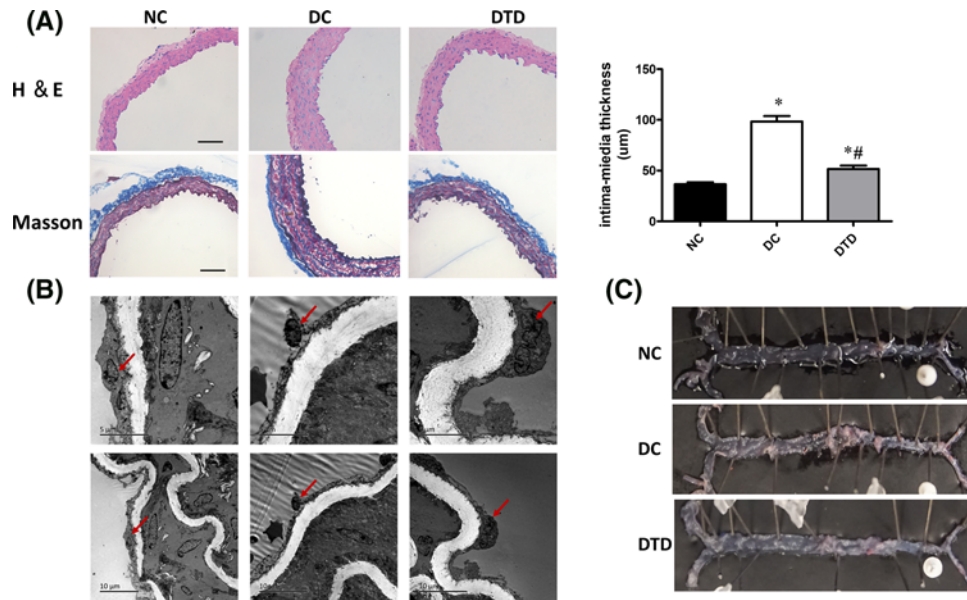 (A)
NC DC DTD
H & E
Masson
150
100
50
0
intima-miedia thickness
(um)
*
*#
NC DC DTD
(B)
5 µm
10 µm 10 µm 10 µm
(C)
NC
DC
DTD